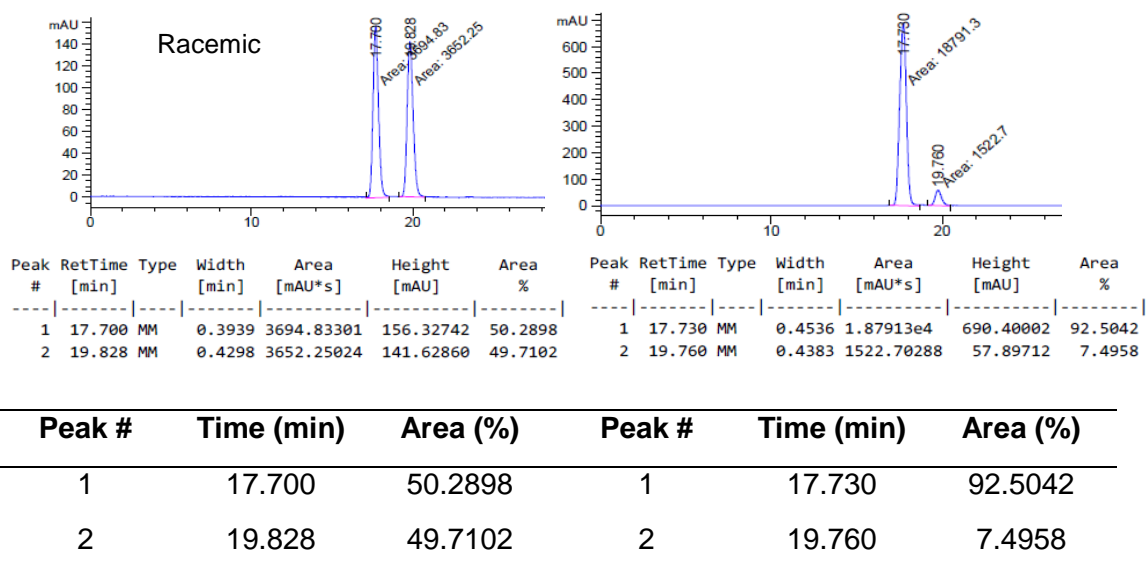 mAU
140
120
100
80
60
40
20
0
Racemic
17.700
Area: 3694.83
19.828
Area: 3652.25
0 10 20
mAU
600
500
400
300
200
100
0
17.730
Area: 18791.3
19.760
Area: 1522.7
0 10 20
Peak RetTime Type Width Area Height Area
# [min] [min] [mAU*s] [mAU] %
----|-------|----|-------|----------|----------|--------|
1 17.700 MM 0.3939 3694.83301 156.32742 50.2898
2 19.828 MM 0.4298 3652.25024 141.62860 49.7102
Peak RetTime Type Width Area Height Area
# [min] [min] [mAU*s] [mAU] %
----|-------|----|-------|----------|----------|--------|
1 17.730 MM 0.4536 1.87913e4 690.40002 92.5042
2 19.760 MM 0.4383 1522.70288 57.89712 7.4958
Peak # Time (min) Area (%) Peak # Time (min) Area (%)
1 17.700 50.2898 1 17.730 92.5042
2 19.828 49.7102 2 19.760 7.4958